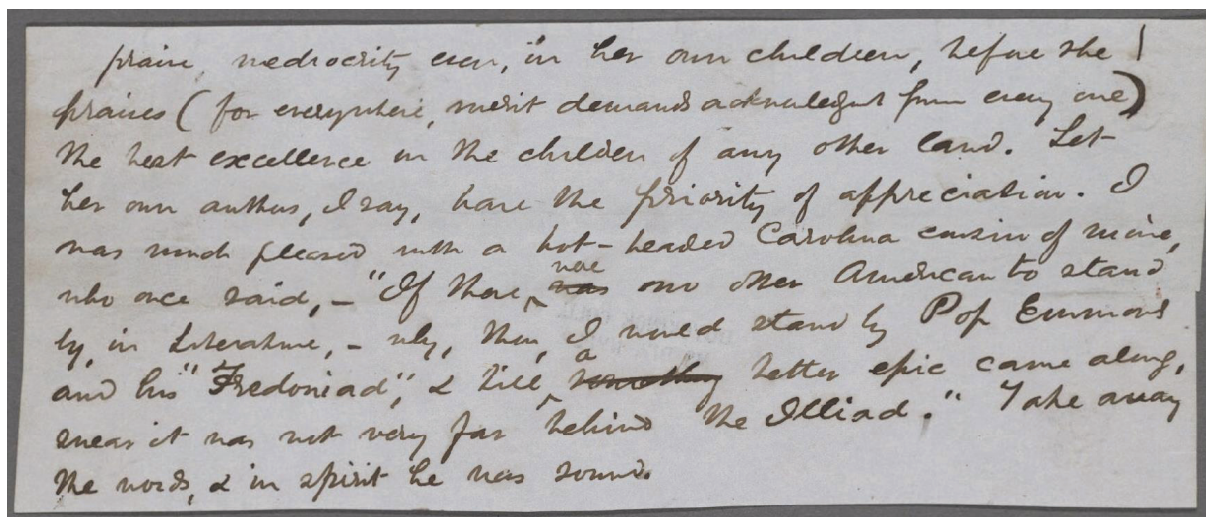 praise mediocrity even, in her own children, before she
praises (for everywhere, merit demands acknowledgmt from every one)
the best excellence in the children of any other land. Let
her own authors, I say, have the priority of appreciation. I
was much pleased with a hot-headed Carolina cousin of mine,
who once said, — "If there were was no other American to stand
by, in Literature, — why, then, I would stand by Pop Emmons
and his "Fredoniad", & till a something better epic came along,
swear it was not very far behind the Illiad." Take away
the words, & in spirit he was sound.